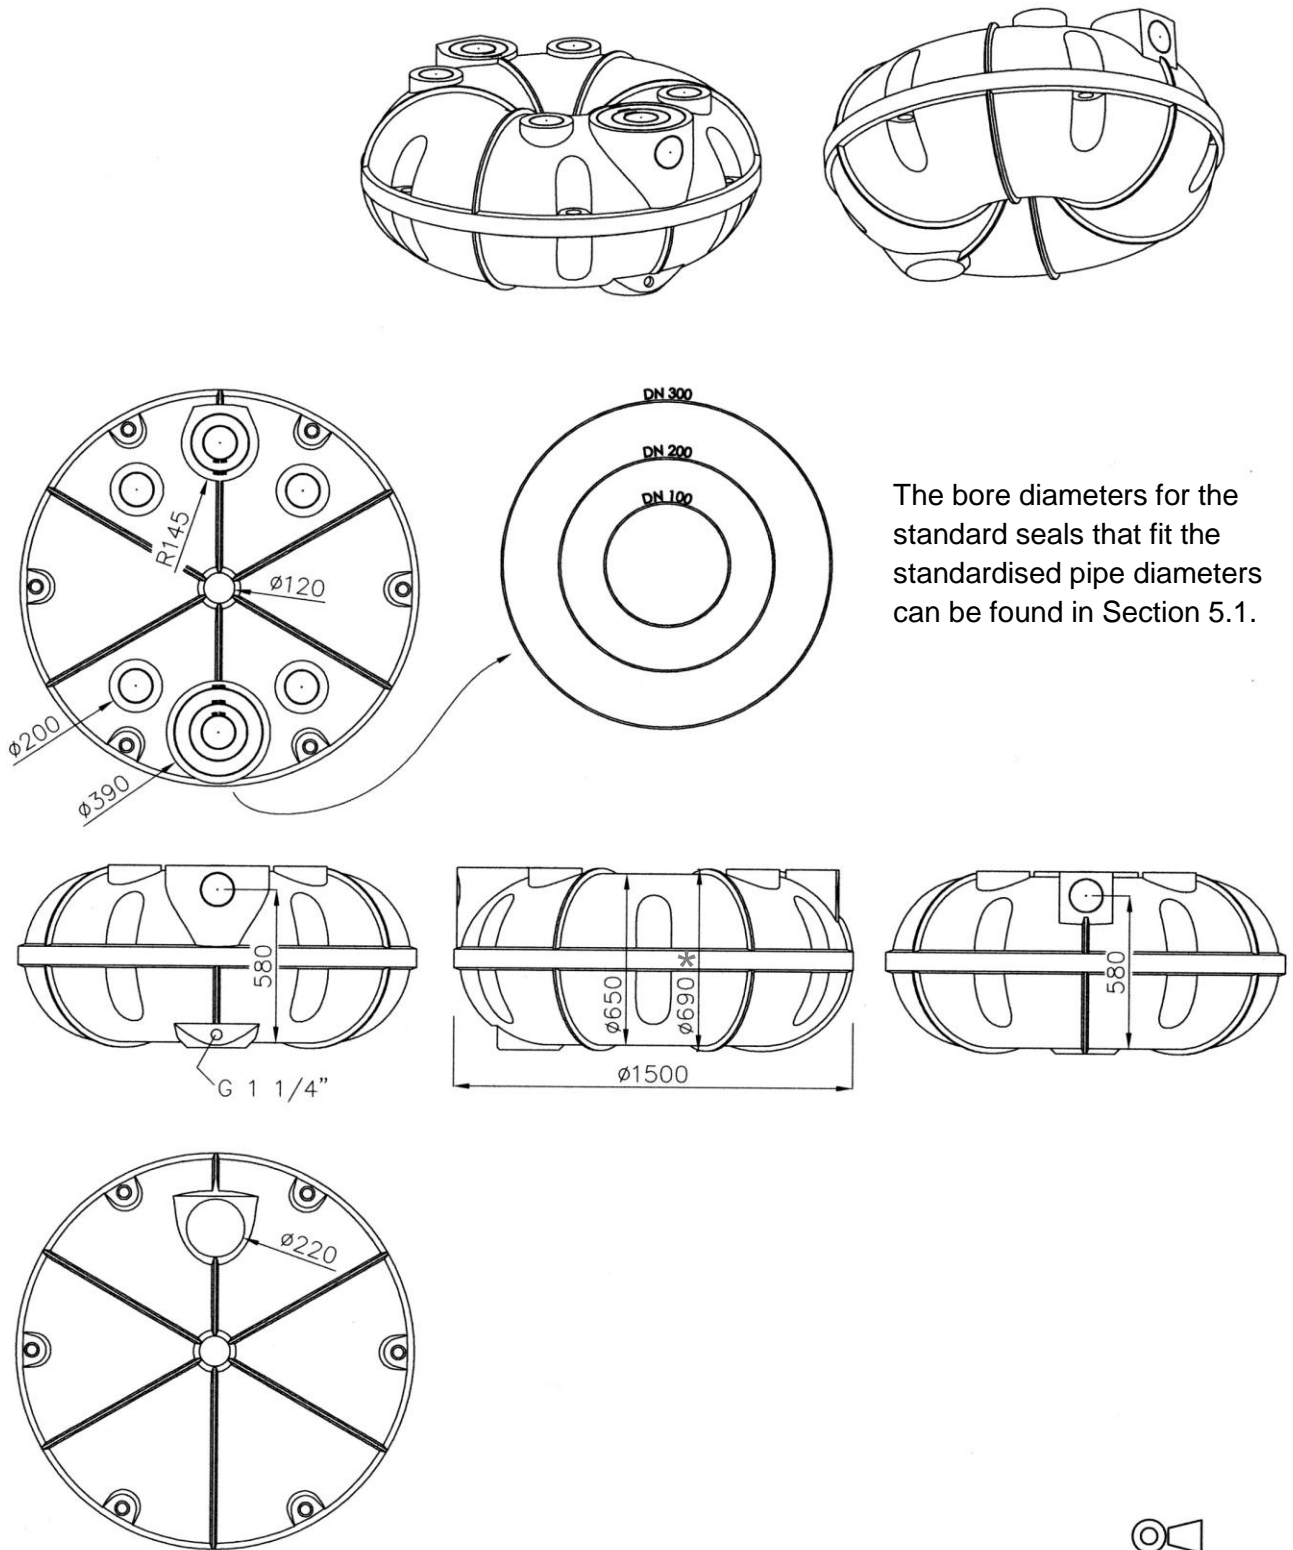 DN 300
DN 200
DN 100
The bore diameters for the
standard seals that fit the
standardised pipe diameters
can be found in Section 5.1.
R145
ø120
ø200
ø390
580
G 1 1/4”
ø650
ø690*
ø1500
580
ø220